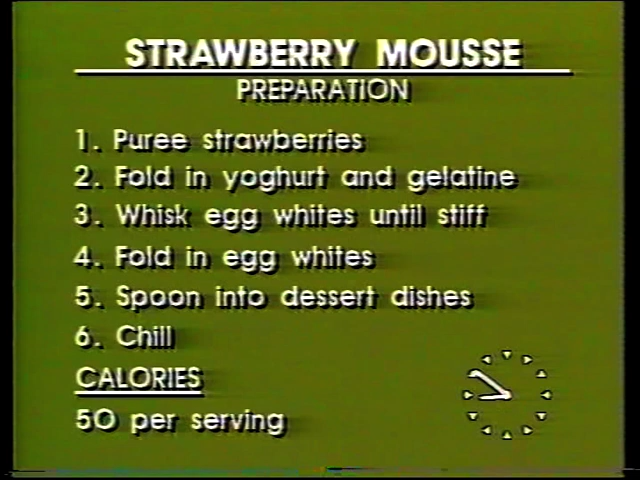 STRAWBERRY MOUSSE
PREPARATION
1. Puree strawberries
2. Fold in yoghurt and gelatine
3. Whisk egg whites until stiff
4. Fold in egg whites
5. Spoon into dessert dishes
6. Chill
CALORIES
50 per serving